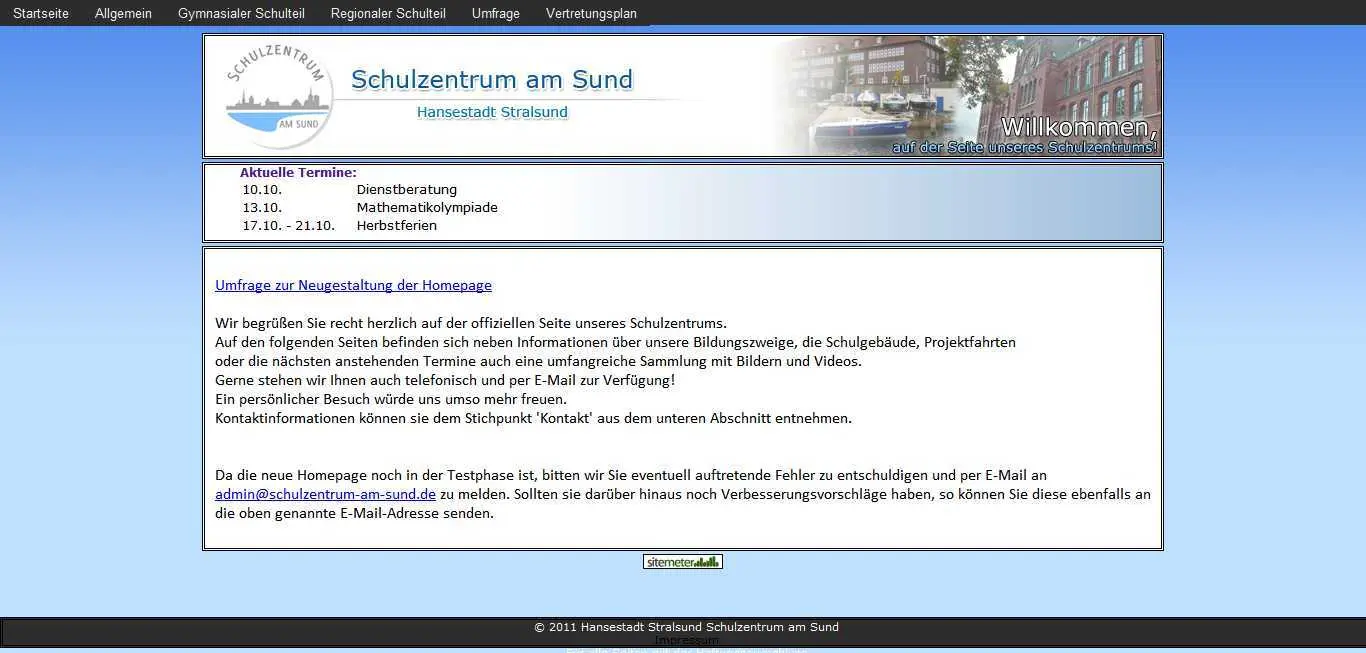 Startseite Allgemein Gymnasialer Schulteil Regionaler Schulteil Umfrage Vertretungsplan
SCHULZENTRUM
AM SUND
Schulzentrum am Sund
Hansestadt Stralsund
Willkommen,
auf der Seite unseres Schulzentrums!
Aktuelle Termine:
10.10. Dienstberatung
13.10. Mathematikolympiade
17.10. - 21.10. Herbstferien
Umfrage zur Neugestaltung der Homepage
Wir begrüßen Sie recht herzlich auf der offiziellen Seite unseres Schulzentrums.
Auf den folgenden Seiten befinden sich neben Informationen über unsere Bildungszweige, die Schulgebäude, Projektfahrten
oder die nächsten anstehenden Termine auch eine umfangreiche Sammlung mit Bildern und Videos.
Gerne stehen wir Ihnen auch telefonisch und per E-Mail zur Verfügung!
Ein persönlicher Besuch würde uns umso mehr freuen.
Kontaktinformationen können sie dem Stichpunkt 'Kontakt' aus dem unteren Abschnitt entnehmen.
Da die neue Homepage noch in der Testphase ist, bitten wir Sie eventuell auftretende Fehler zu entschuldigen und per E-Mail an
admin@schulzentrum-am-sund.de zu melden. Sollten sie darüber hinaus noch Verbesserungsvorschläge haben, so können Sie diese ebenfalls an
die oben genannte E-Mail-Adresse senden.
sitemeter
© 2011 Hansestadt Stralsund Schulzentrum am Sund
Impressum